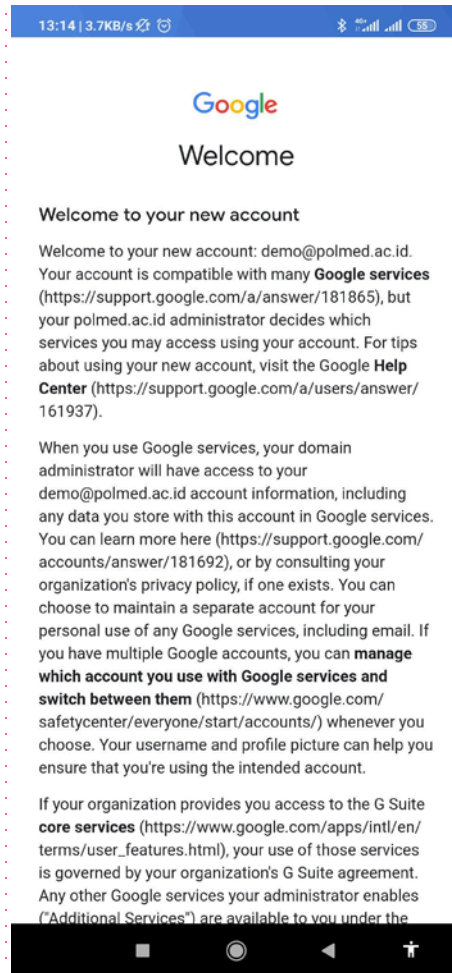 13:14 | 3.7KB/s
4G+
55
Google
Welcome
Welcome to your new account
Welcome to your new account: demo@polmed.ac.id.
Your account is compatible with many Google services
(https://support.google.com/a/answer/181865), but
your polmed.ac.id administrator decides which
services you may access using your account. For tips
about using your new account, visit the Google Help
Center (https://support.google.com/a/users/answer/
161937).
When you use Google services, your domain
administrator will have access to your
demo@polmed.ac.id account information, including
any data you store with this account in Google services.
You can learn more here (https://support.google.com/
accounts/answer/181692), or by consulting your
organization's privacy policy, if one exists. You can
choose to maintain a separate account for your
personal use of any Google services, including email. If
you have multiple Google accounts, you can manage
which account you use with Google services and
switch between them (https://www.google.com/
safetycenter/everyone/start/accounts/) whenever you
choose. Your username and profile picture can help you
ensure that you're using the intended account.
If your organization provides you access to the G Suite
core services (https://www.google.com/apps/intl/en/
terms/user_features.html), your use of those services
is governed by your organization's G Suite agreement.
Any other Google services your administrator enables
("Additional Services") are available to you under the